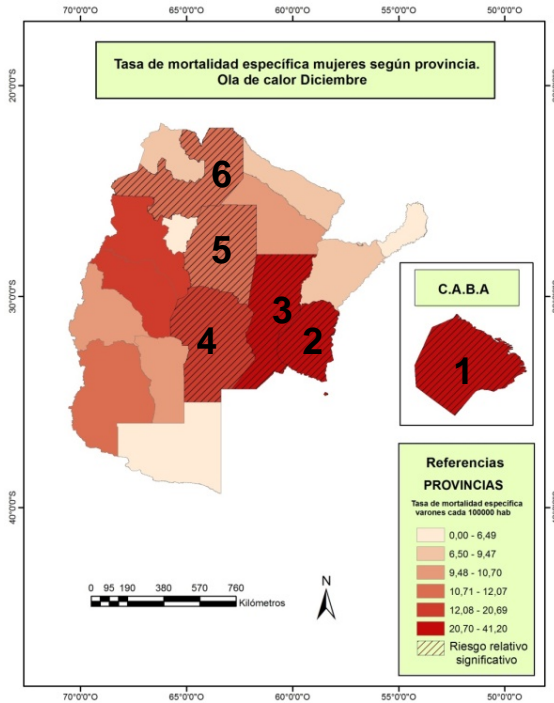 70°0'0"O 65°0'0"O 60°0'0"O 55°0'0"O 50°0'0"O
Tasa de mortalidad específica mujeres según provincia.
Ola de calor Diciembre
20°0'0"S
30°0'0"S
40°0'0"S
6
5
4
3
2
C.A.B.A
1
Referencias
PROVINCIAS
Tasa de mortalidad específica
varones cada 100000 hab
0,00 - 6,49
6,50 - 9,47
9,48 - 10,70
10,71 - 12,07
12,08 - 20,69
20,70 - 41,20
Riesgo relativo
significativo
0 95 190 380 570 760
Kilómetros
N
70°0'0"O 65°0'0"O 60°0'0"O 55°0'0"O 50°0'0"O